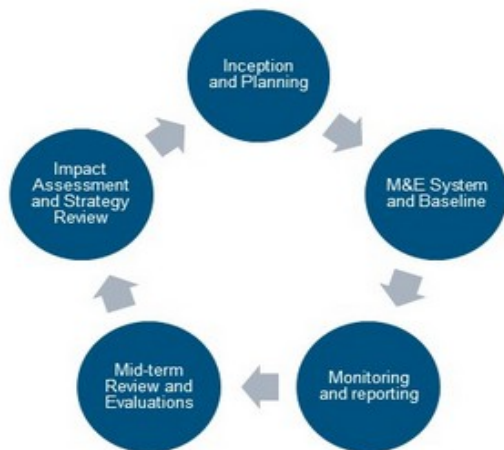 Inception
and Planning
M&E System
and Baseline
Monitoring
and reporting
Mid-term
Review and
Evaluations
Impact
Assessment
and Strategy
Review